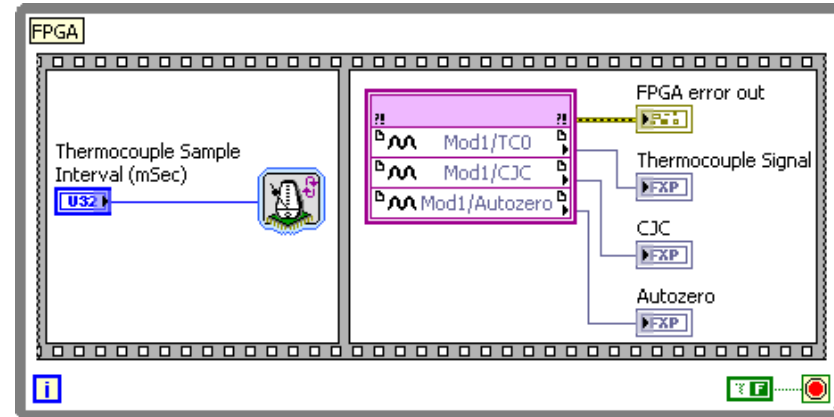 FPGA
Thermocouple Sample
Interval (mSec)
U32
Mod1/TC0
Mod1/CJC
Mod1/Autozero
FPGA error out
Thermocouple Signal
FXP
CJC
FXP
Autozero
FXP
i
F